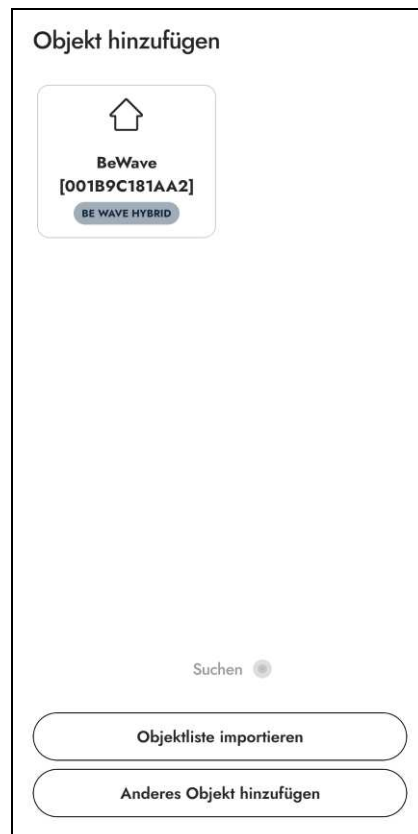 Objekt hinzufügen
BeWave
[001B9C181AA2]
BE WAVE HYBRID
Suchen
Objektliste importieren
Anderes Objekt hinzufügen